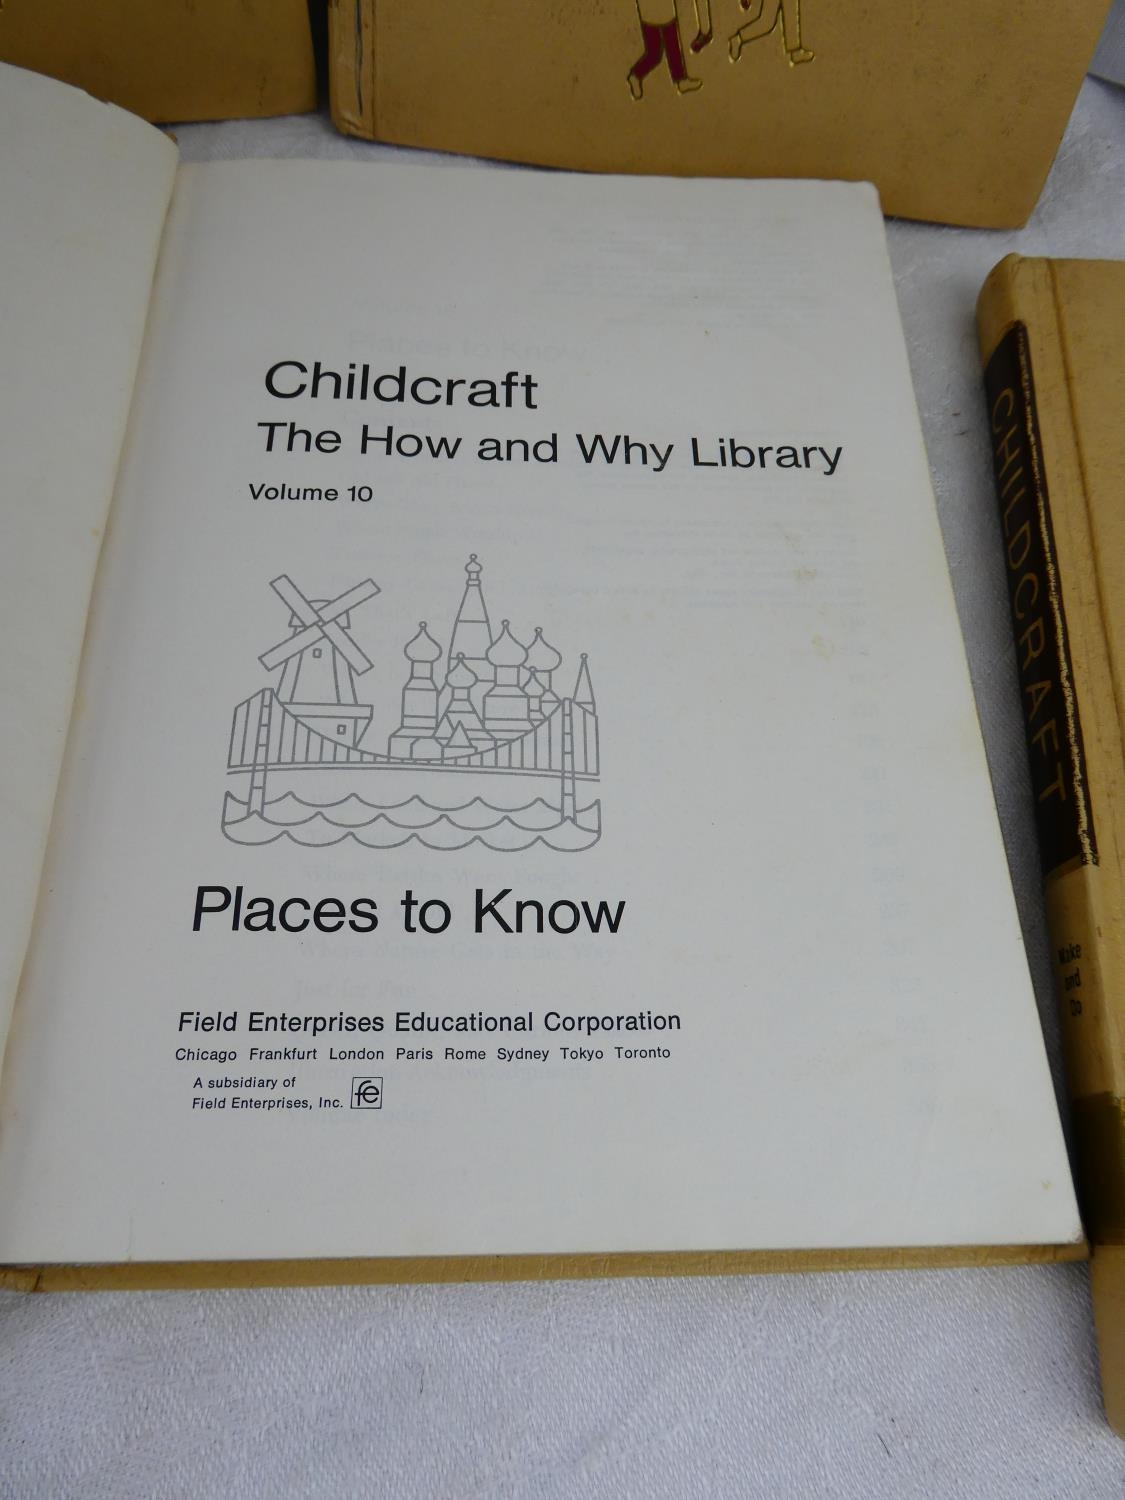 Childcraft
The How and Why Library
Volume 10
Places to Know
Field Enterprises Educational Corporation
Chicago Frankfurt London Paris Rome Sydney Tokyo Toronto
A subsidiary of
Field Enterprises, Inc.
fe
CHILDCRAFT
Make
and
Do